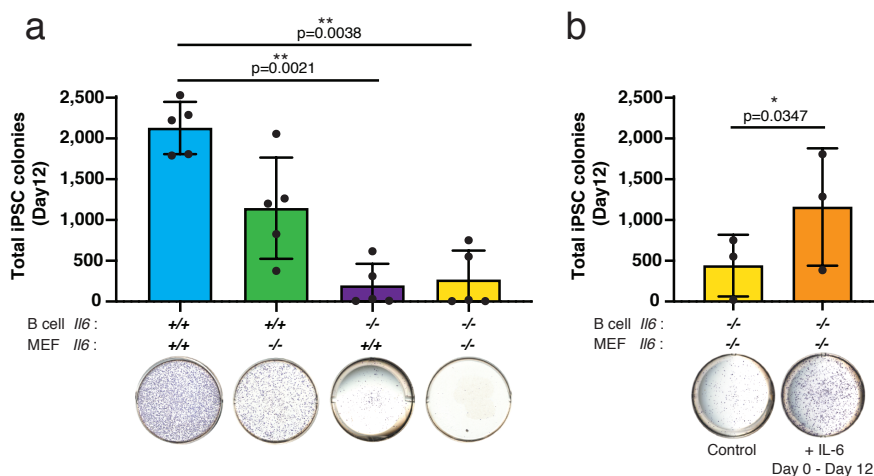 a
**
p=0.0038
**
p=0.0021
Total iPSC colonies
(Day12)
2,500
2,000
1,500
1,000
500
0
B cell Il6 : +/+ +/+ -/- -/-
MEF Il6 : +/+ -/- +/+ -/-
b
*
p=0.0347
Total iPSC colonies
(Day12)
2,500
2,000
1,500
1,000
500
0
B cell Il6 : -/- -/-
MEF Il6 : -/- -/-
Control
+ IL-6
Day 0 - Day 12